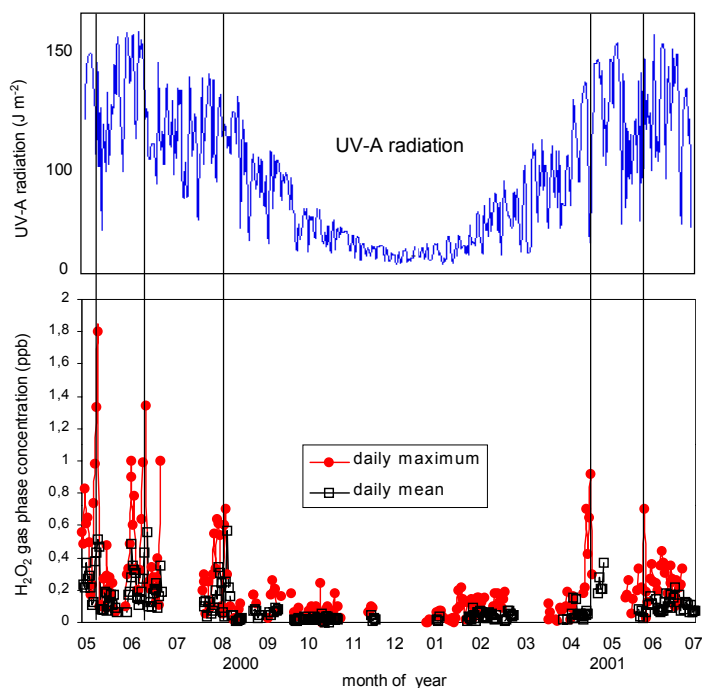 150
100
0
UV-A radiation (J m-2)
UV-A radiation
2
1,8
1,6
1,4
1,2
1
0,8
0,6
0,4
0,2
0
H₂O₂ gas phase concentration (ppb)
daily maximum
daily mean
05 06 07 08 09 10 11 12 01 02 03 04 05 06 07
2000 2001
month of year